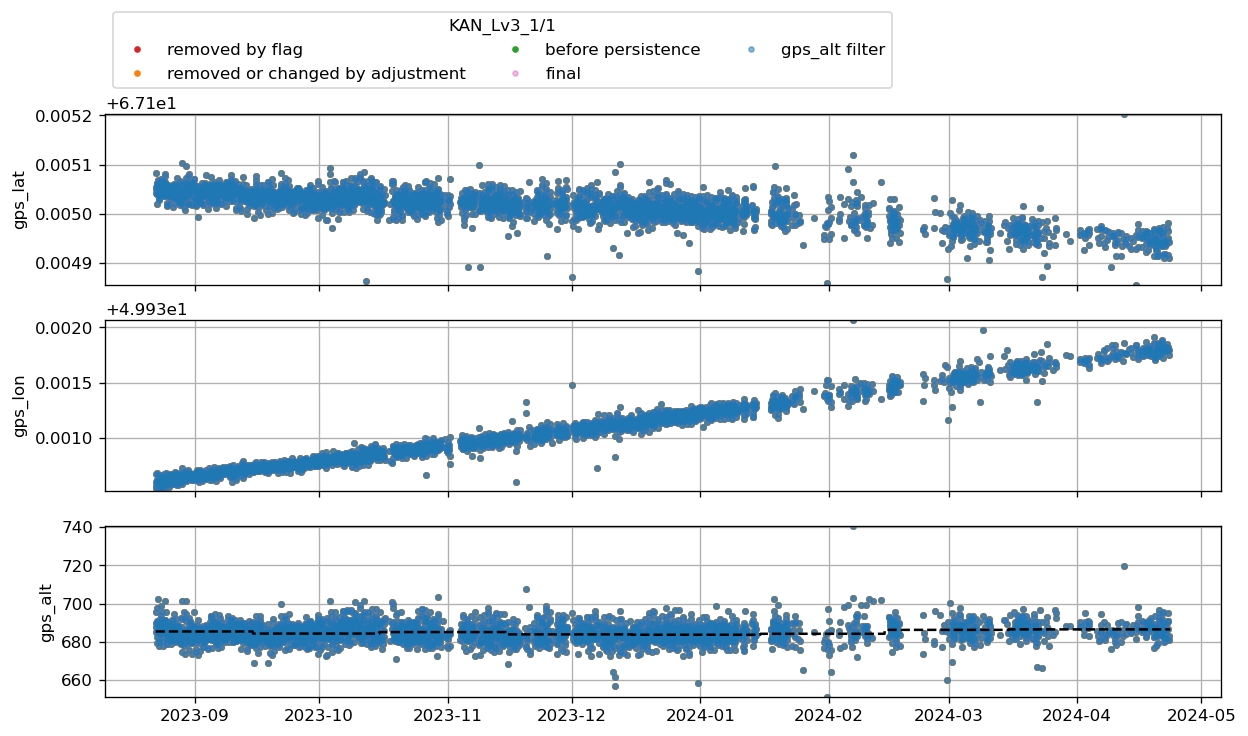 KAN_Lv3_1/1
removed by flag
before persistence
gps_alt filter
removed or changed by adjustment
final
+6.71e1
0.0052
0.0051
0.0050
0.0049
gps_lat
+4.993e1
0.0020
0.0015
0.0010
gps_lon
740
720
700
680
660
gps_alt
2023-09
2023-10
2023-11
2023-12
2024-01
2024-02
2024-03
2024-04
2024-05